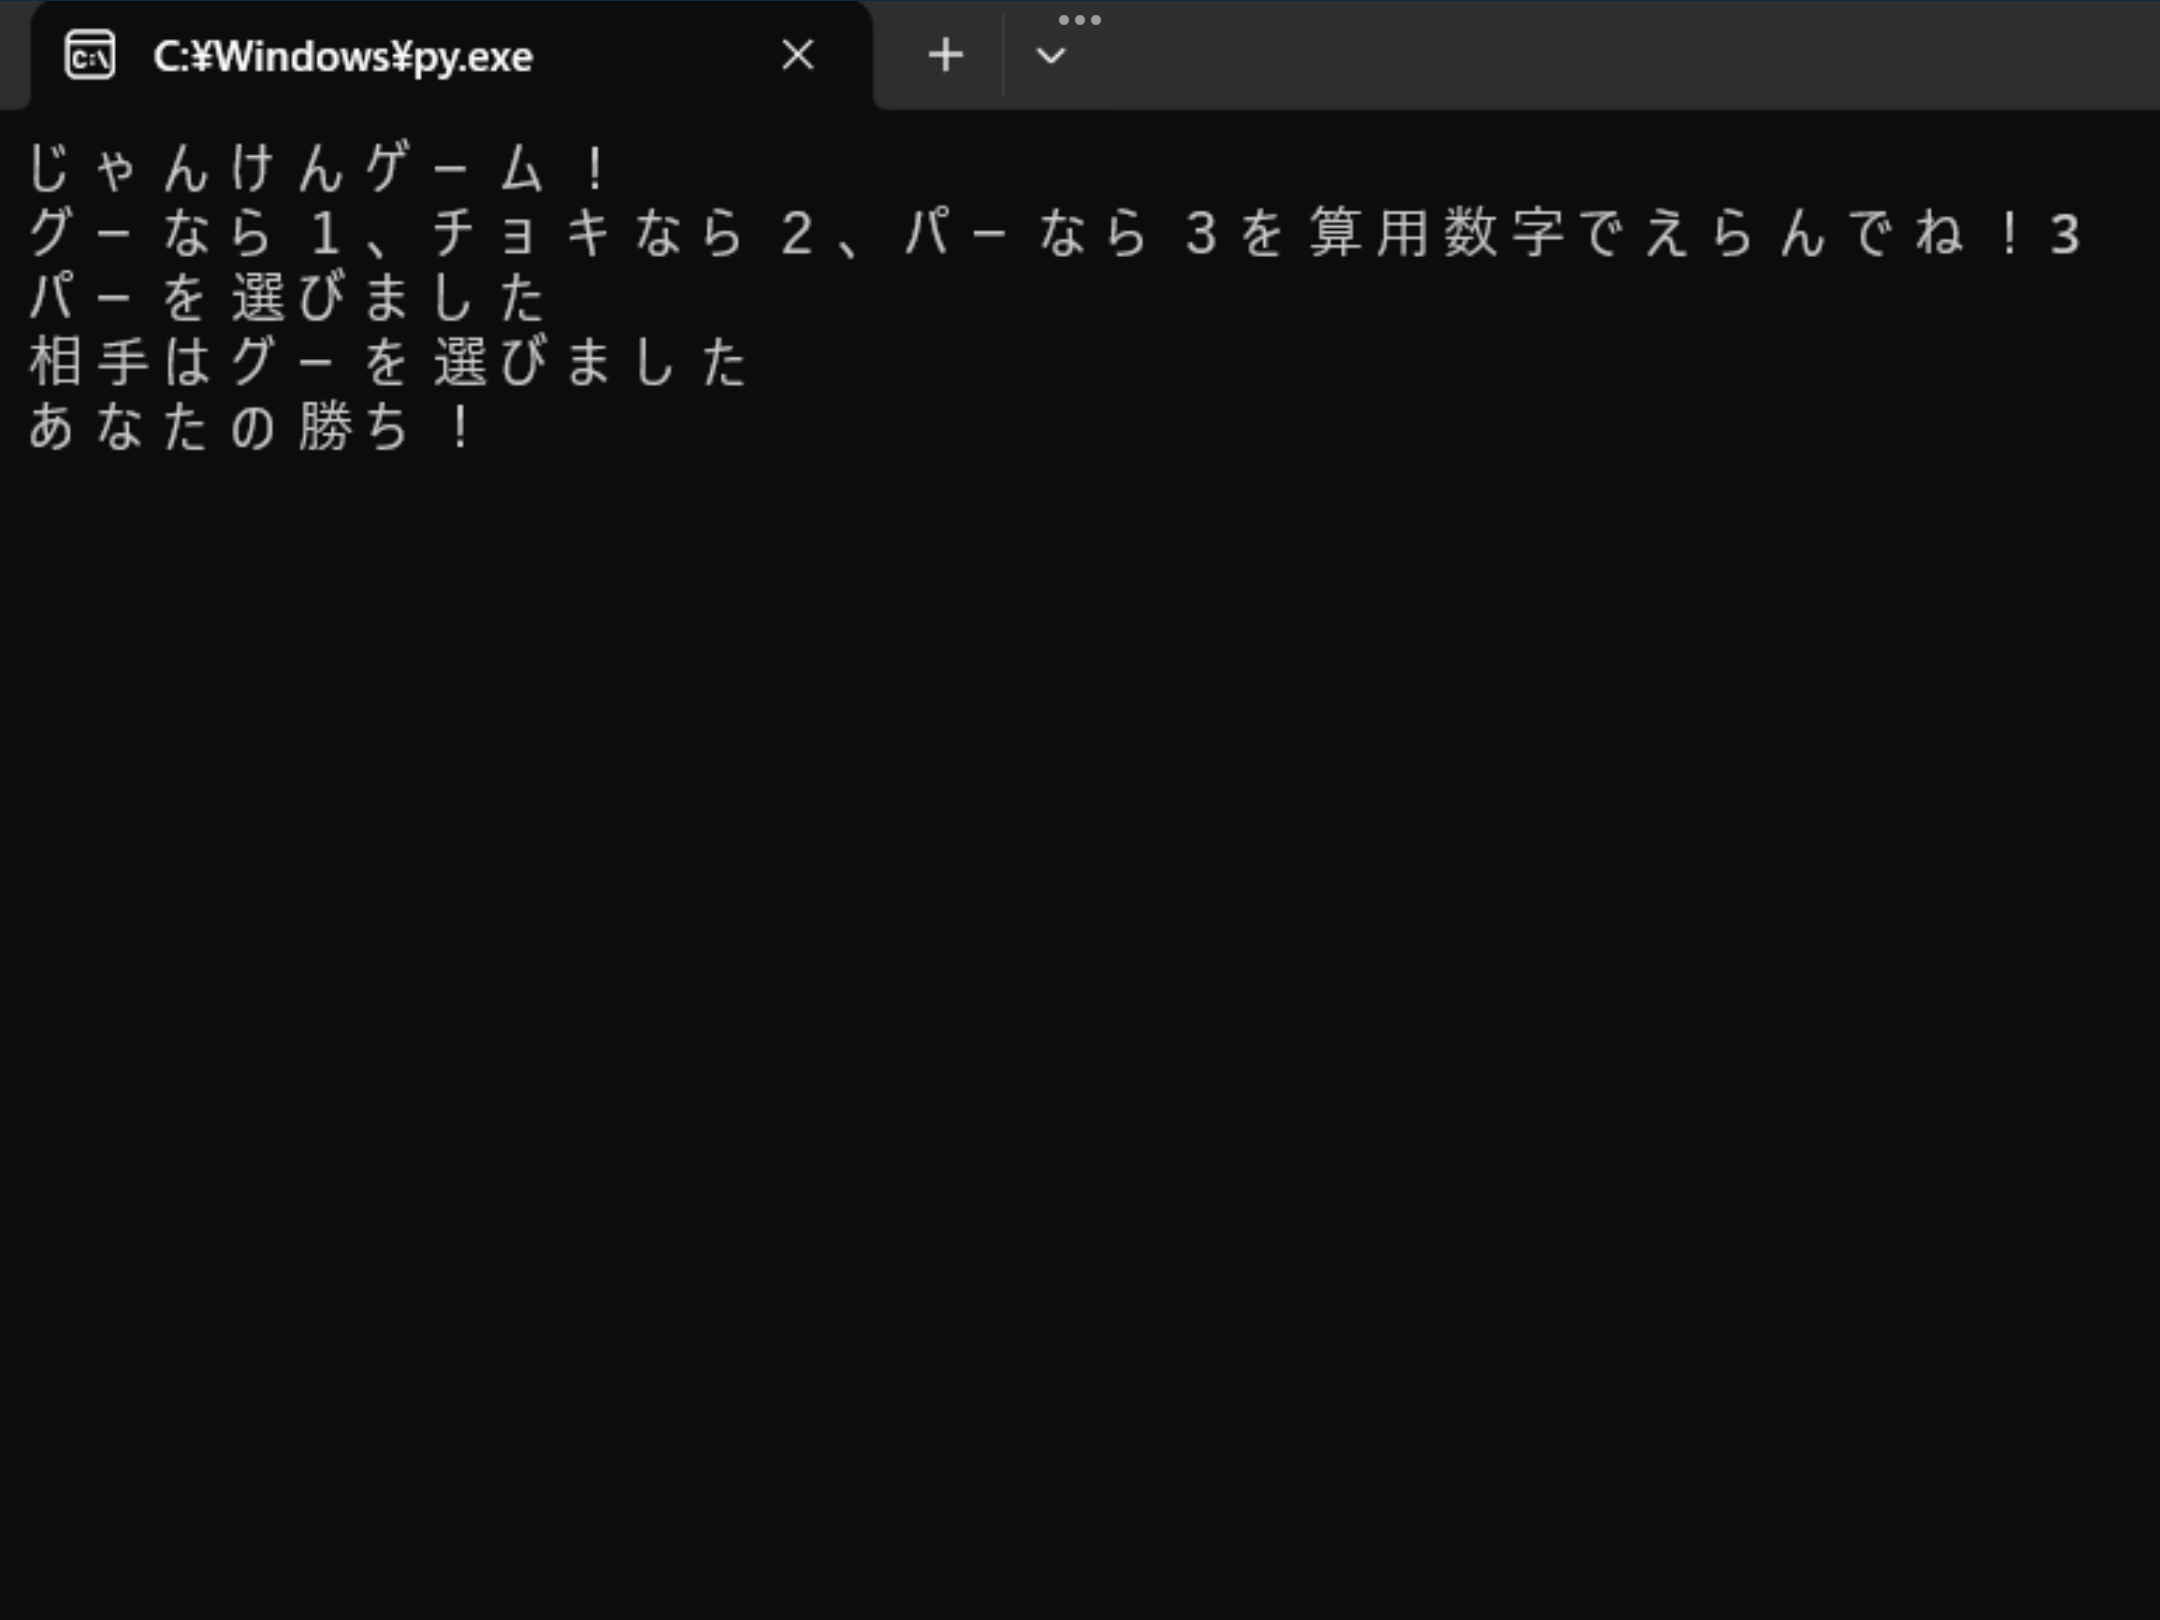 C:¥Windows¥py.exe
じゃんけんゲーム！
グーなら１、チョキなら２、パーなら３を算用数字でえらんでね！3
パーを選びました
相手はグーを選びました
あなたの勝ち！